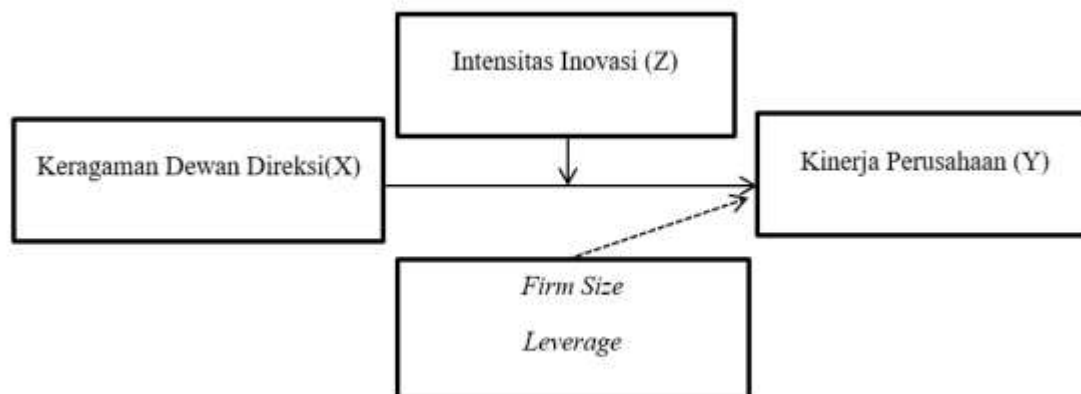 Intensitas Inovasi (Z)
Keragaman Dewan Direksi(X)
Kinerja Perusahaan (Y)
Firm Size
Leverage